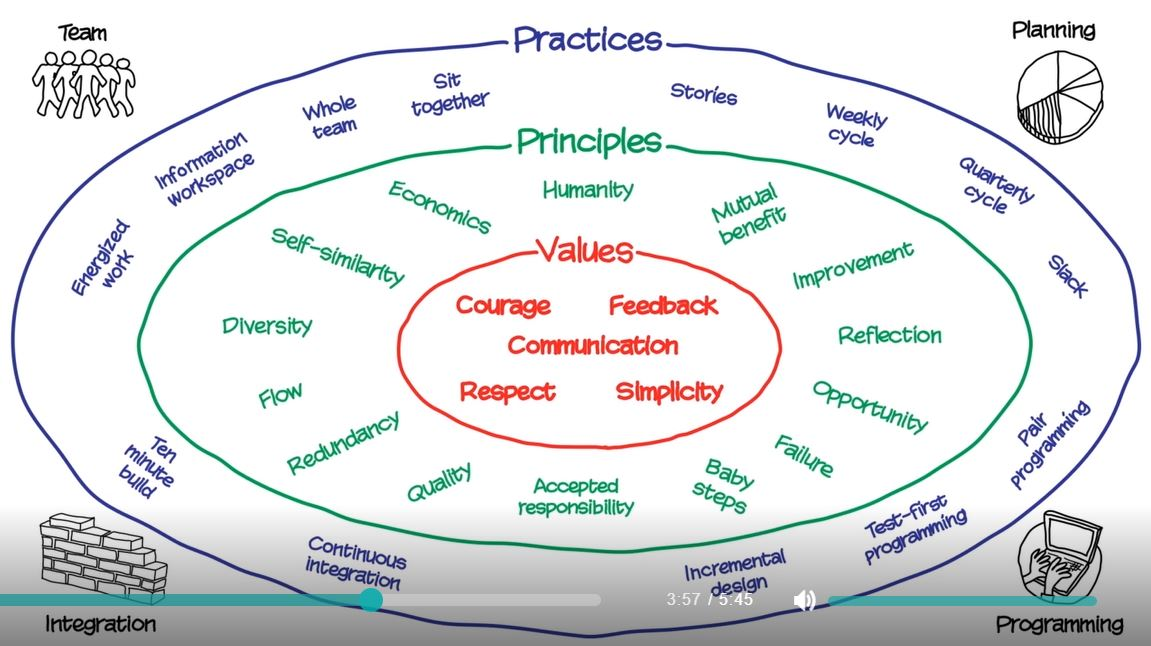 Team
Practices
Planning
Sit
together
Stories
Whole
team
Weekly
cycle
Information
workspace
Principles
Quarterly
cycle
Economics
Humanity
Mutual
benefit
Energized
work
Self-similarity
Values
Improvement
Slack
Courage
Feedback
Diversity
Communication
Reflection
Flow
Respect
Simplicity
Opportunity
Redundancy
Failure
Pair
programming
Ten
minute
build
Quality
Accepted
responsibility
Baby
steps
Test-first
programming
Continuous
integration
Incremental
design
3:57 / 5:45
Integration
Programming